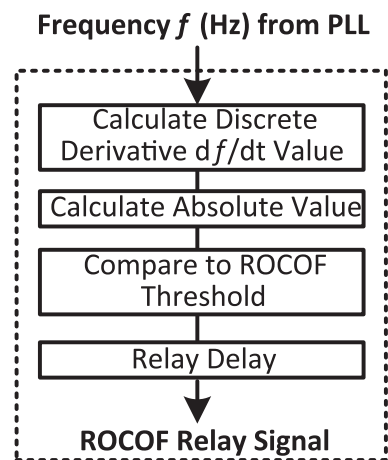 Frequency f (Hz) from PLL
Calculate Discrete
Derivative df/dt Value
Calculate Absolute Value
Compare to ROCOF
Threshold
Relay Delay
ROCOF Relay Signal